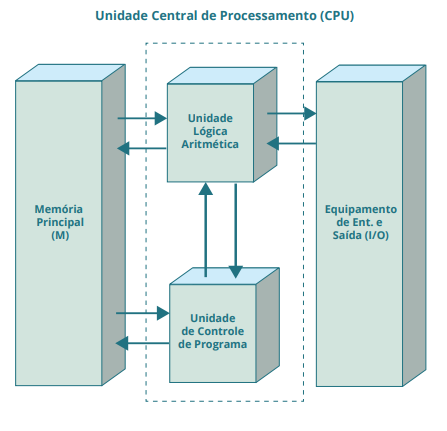 Unidade Central de Processamento (CPU)
Unidade
Lógica
Aritmética
Memória
Principal
(M)
Equipamento
de Ent. e
Saída (I/O)
Unidade
de Controle
de Programa